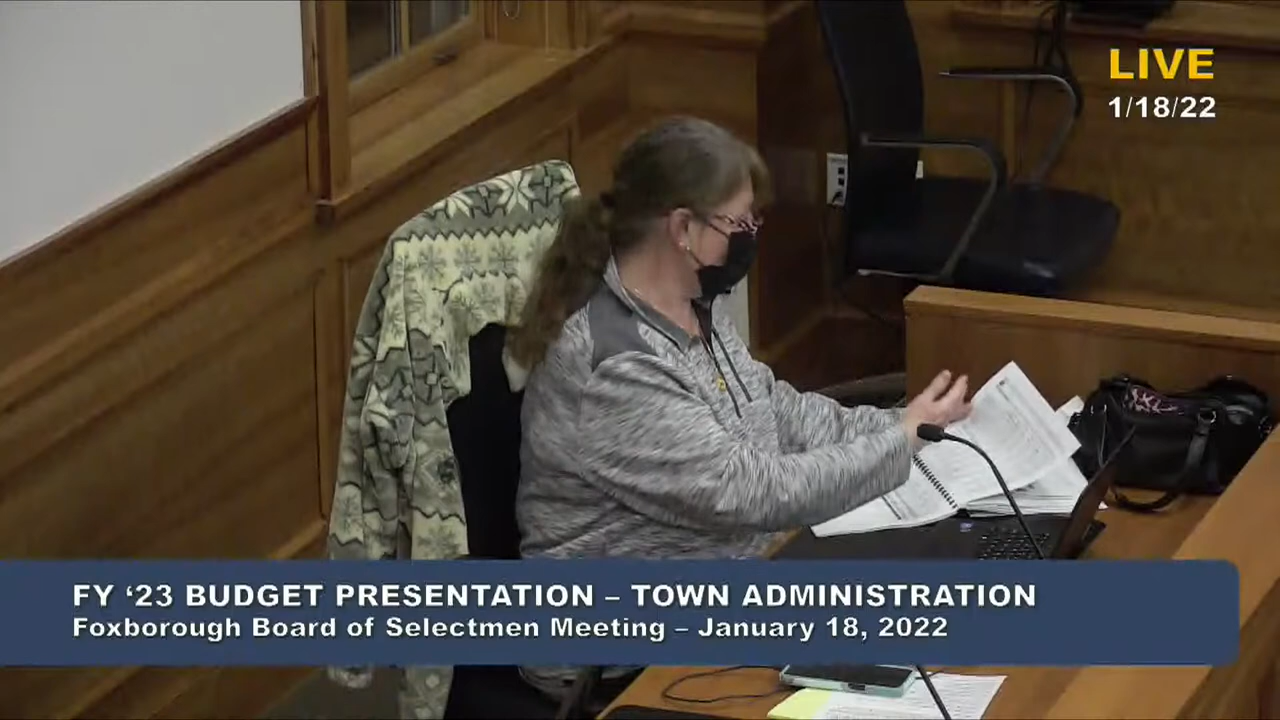 LIVE
1/18/22
FY ‘23 BUDGET PRESENTATION – TOWN ADMINISTRATION
Foxborough Board of Selectmen Meeting – January 18, 2022